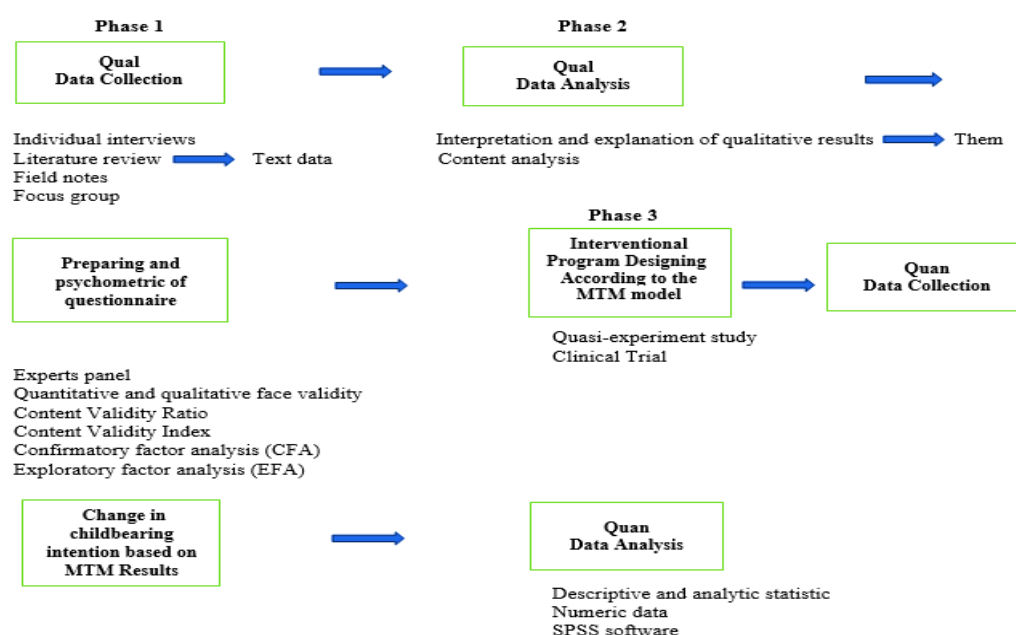 Phase 1
Phase 2
Qual
Data Collection
Qual
Data Analysis
Individual interviews
Literature review
Field notes
Focus group
Text data
Interpretation and explanation of qualitative results
Content analysis
Them
Phase 3
Preparing and
psychometric of
questionnaire
Interventional
Program Designing
According to the
MTM model
Quan
Data Collection
Quasi-experiment study
Clinical Trial
Experts panel
Quantitative and qualitative face validity
Content Validity Ratio
Content Validity Index
Confirmatory factor analysis (CFA)
Exploratory factor analysis (EFA)
Change in
childbearing
intention based on
MTM Results
Quan
Data Analysis
Descriptive and analytic statistic
Numeric data
SPSS software